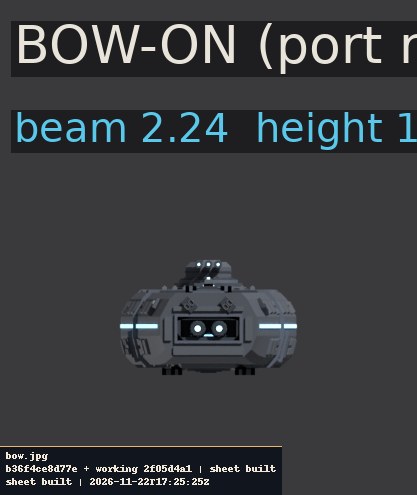 BOW-ON (port
beam 2.24 height 1
bow.jpg
b36f4ce8d77e + working 2f05d4a1 | sheet built
sheet built | 2026-11-22T17:25:25Z